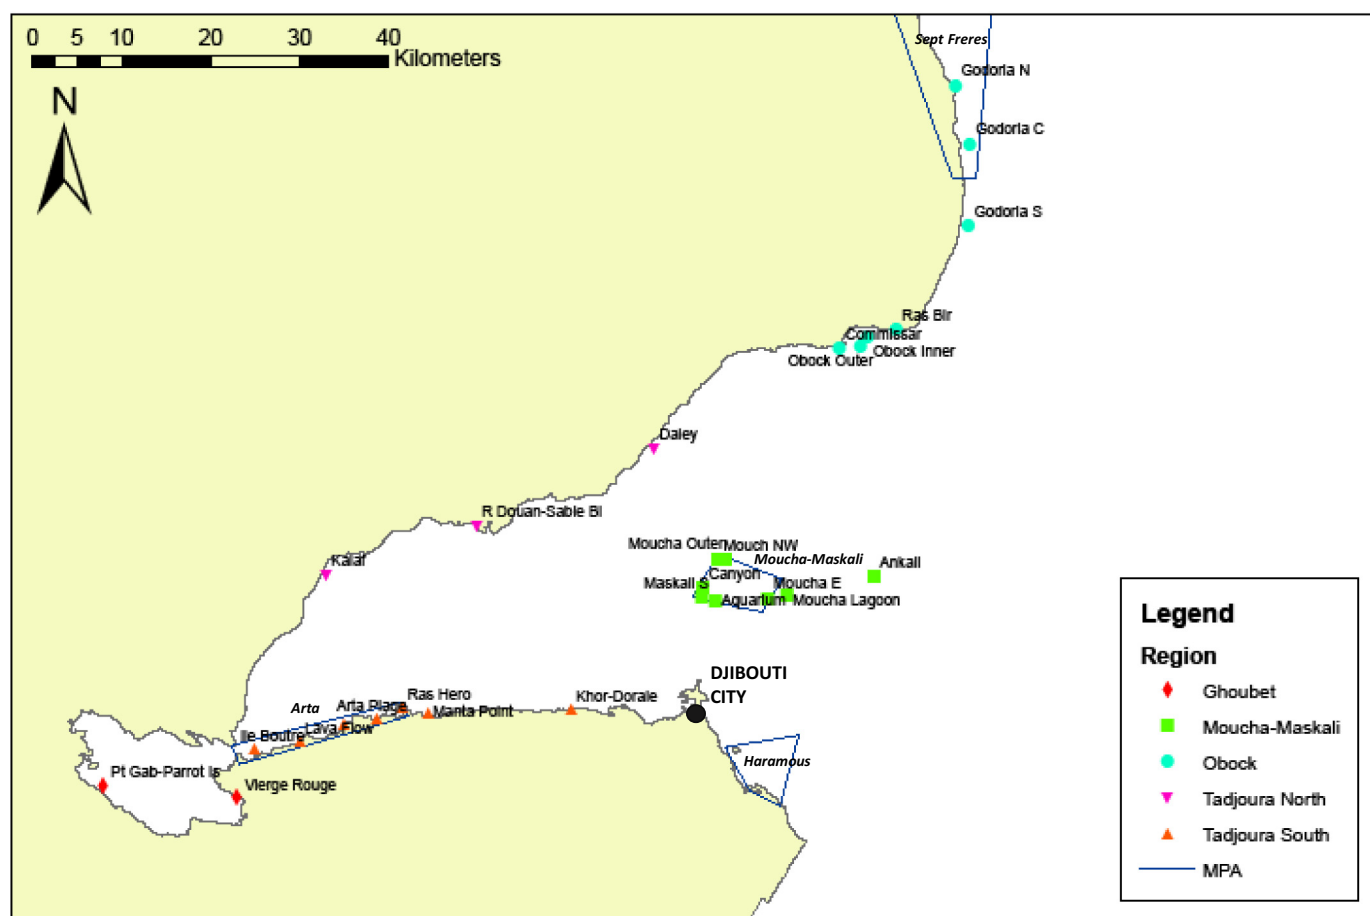 0 5 10 20 30 40
Kilometers
N
Sept Freres
Godoria N
Godoria C
Godoria S
Ras Bir
Commissar
Obock Inner
Obock Outer
Daley
R Douan-Sable Bl
Kalaf
Moucha Outer
Mouch NW
Moucha-Maskali
Ankali
Canyon
Maskali S
Moucha E
Aquarium
Moucha Lagoon
DJIBOUTI
CITY
Ras Hero
Khor-Dorale
Arta
Arta Plage
Manta Point
Ile Boutre
Lava Flow
Haramous
Pt Gab-Parrot Is
Vierge Rouge
Legend
Region
Ghoubet
Moucha-Maskali
Obock
Tadjoura North
Tadjoura South
MPA